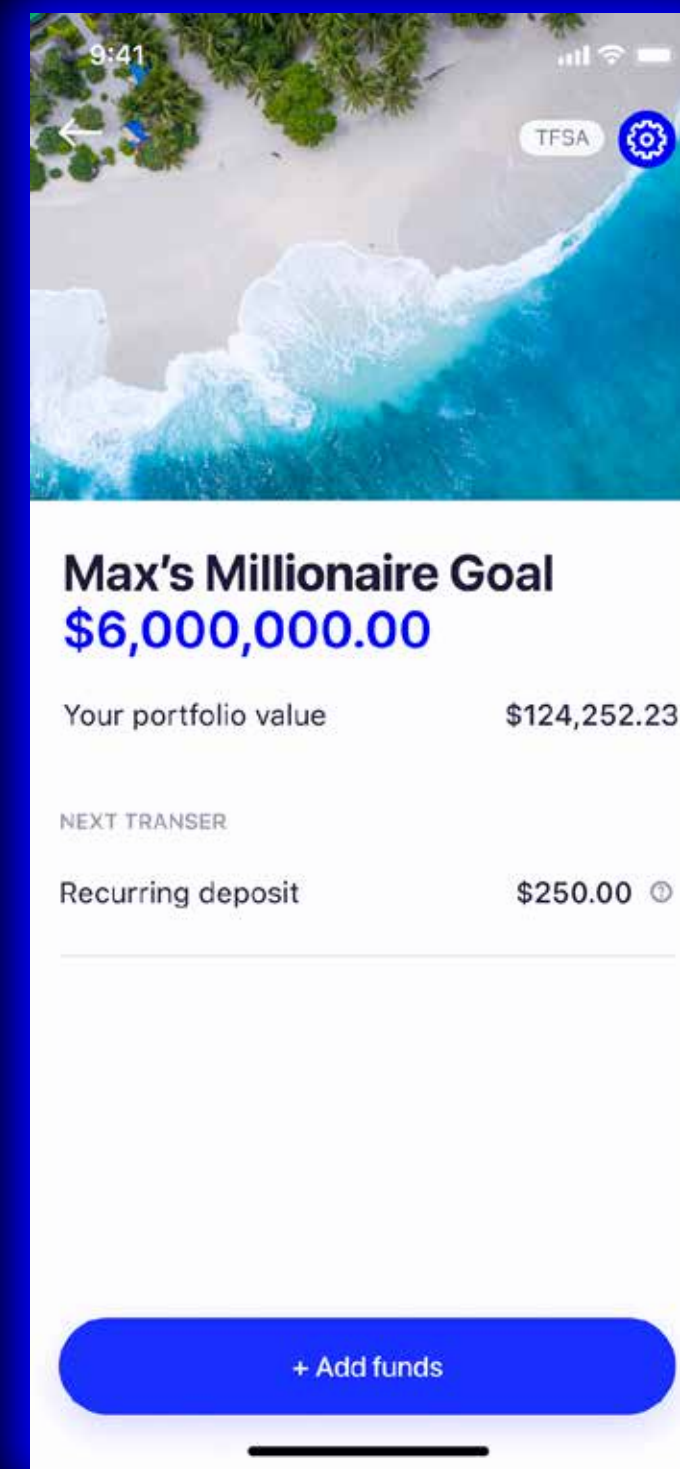 9:41
TFSA
Max's Millionaire Goal
$6,000,000.00
Your portfolio value $124,252.23
NEXT TRANSER
Recurring deposit $250.00 ?
+ Add funds